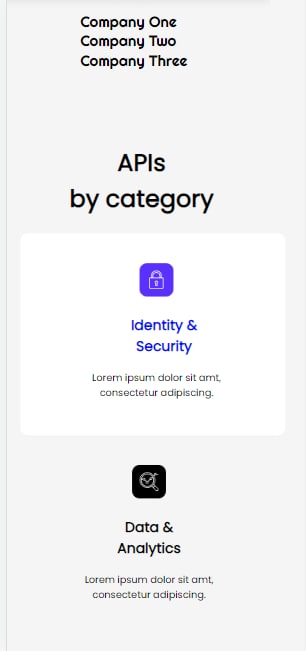 Company One
Company Two
Company Three
APIs
by category
Identity &
Security
Lorem ipsum dolor sit amt,
consectetur adipiscing.
Data &
Analytics
Lorem ipsum dolor sit amt,
consectetur adipiscing.